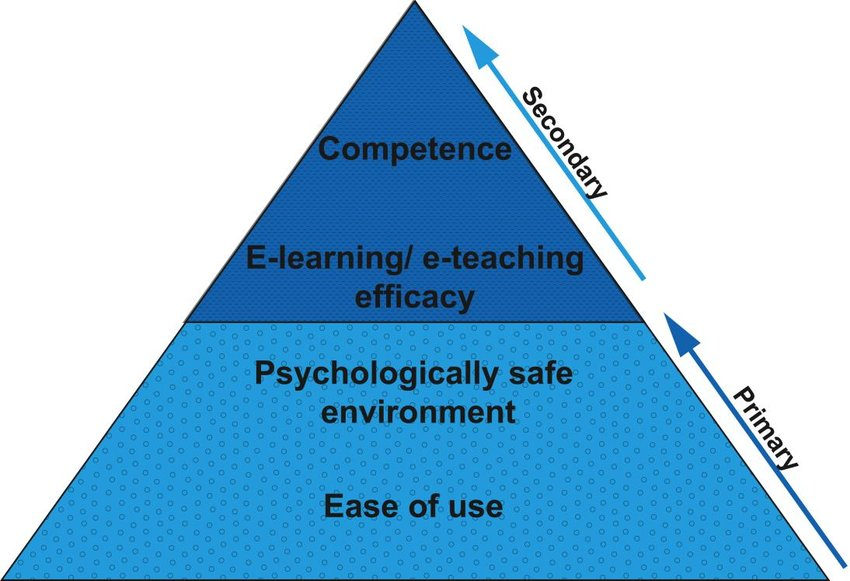 Competence
Secondary
E-learning/ e-teaching
efficacy
Psychologically safe
environment
Primary
Ease of use